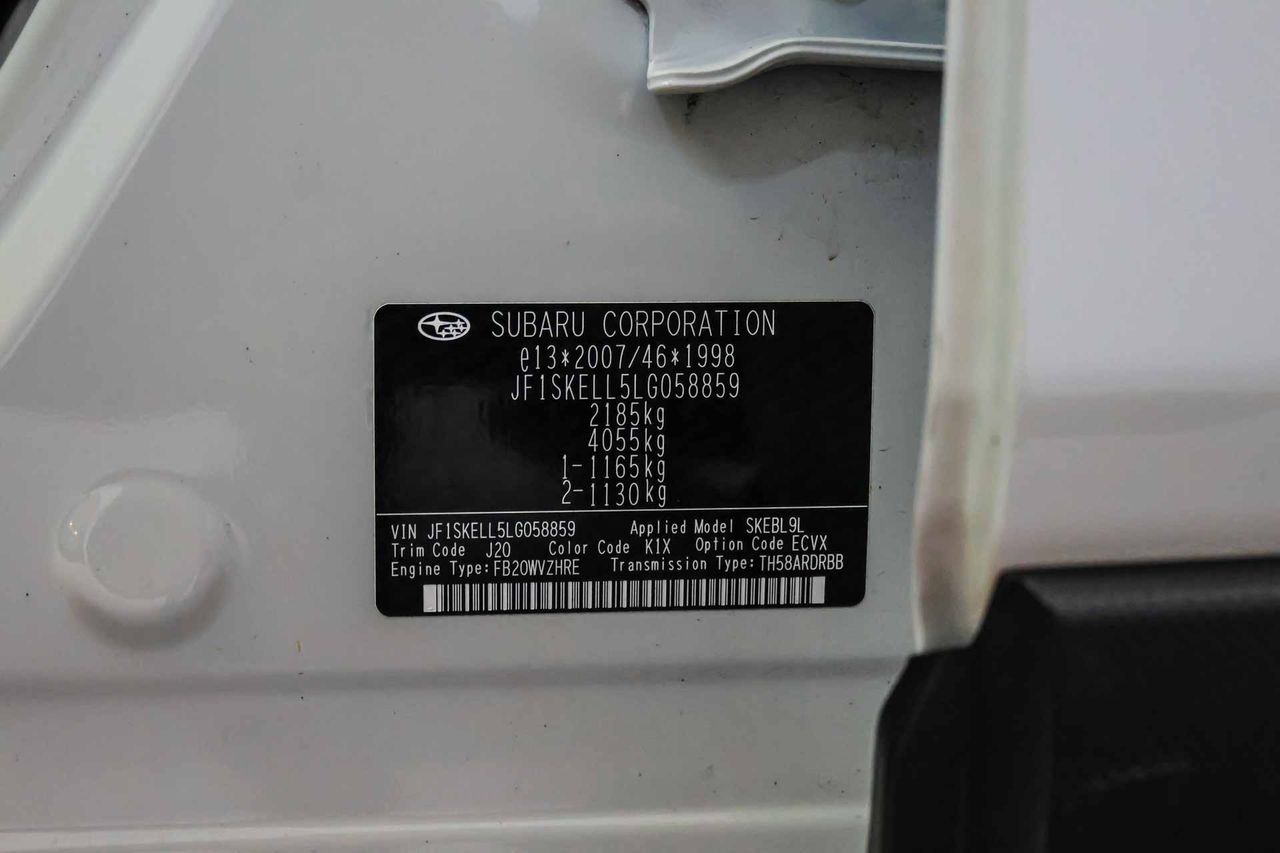 SUBARU CORPORATION
e13*2007/46*1998
JF1SKELL5LG058859
2185kg
4055kg
1-1165kg
2-1130kg
VIN JF1SKELL5LG058859 Applied Model SKEBL9L
Trim Code J20 Color Code K1X Option Code ECVX
Engine Type:FB20WVZHRE Transmission Type:TH58ARDRBB